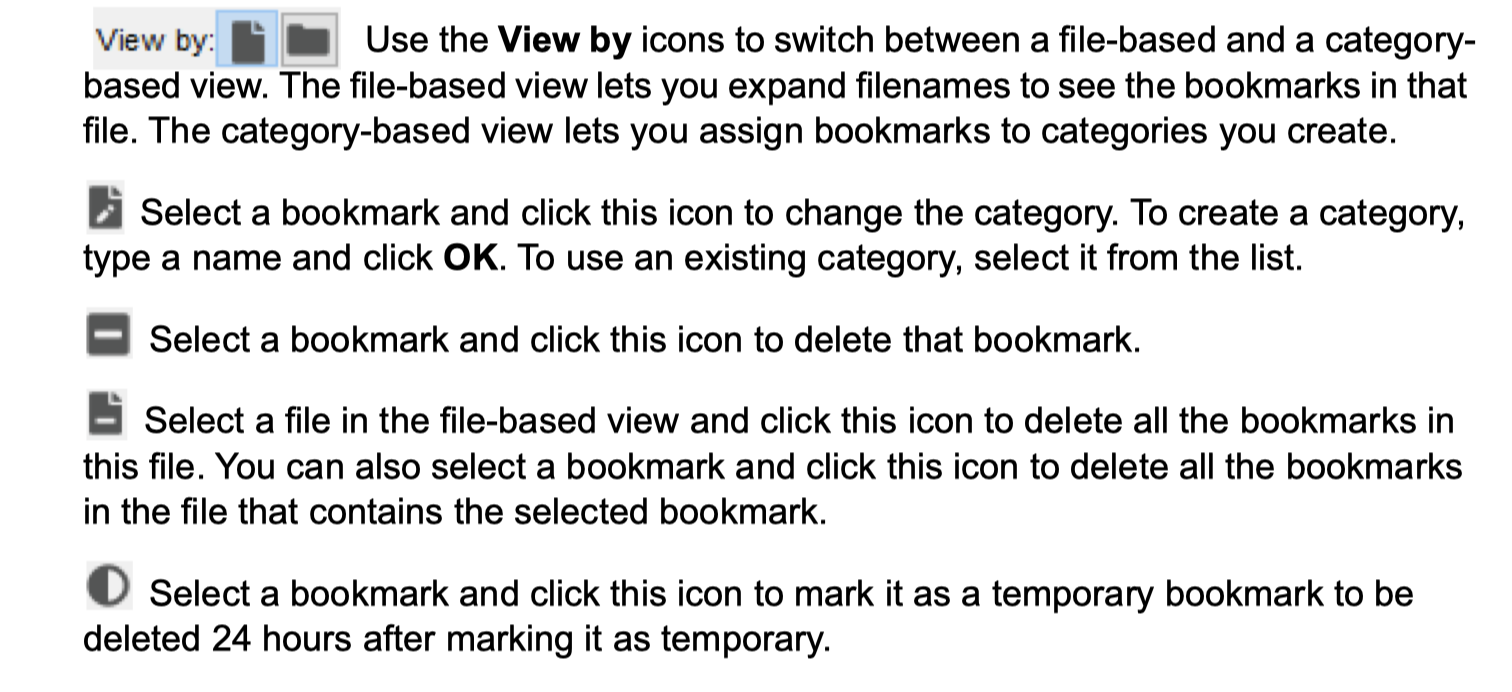 View by: Use the View by icons to switch between a file-based and a category-
based view. The file-based view lets you expand filenames to see the bookmarks in that
file. The category-based view lets you assign bookmarks to categories you create.
Select a bookmark and click this icon to change the category. To create a category,
type a name and click OK. To use an existing category, select it from the list.
Select a bookmark and click this icon to delete that bookmark.
Select a file in the file-based view and click this icon to delete all the bookmarks in
this file. You can also select a bookmark and click this icon to delete all the bookmarks
in the file that contains the selected bookmark.
Select a bookmark and click this icon to mark it as a temporary bookmark to be
deleted 24 hours after marking it as temporary.